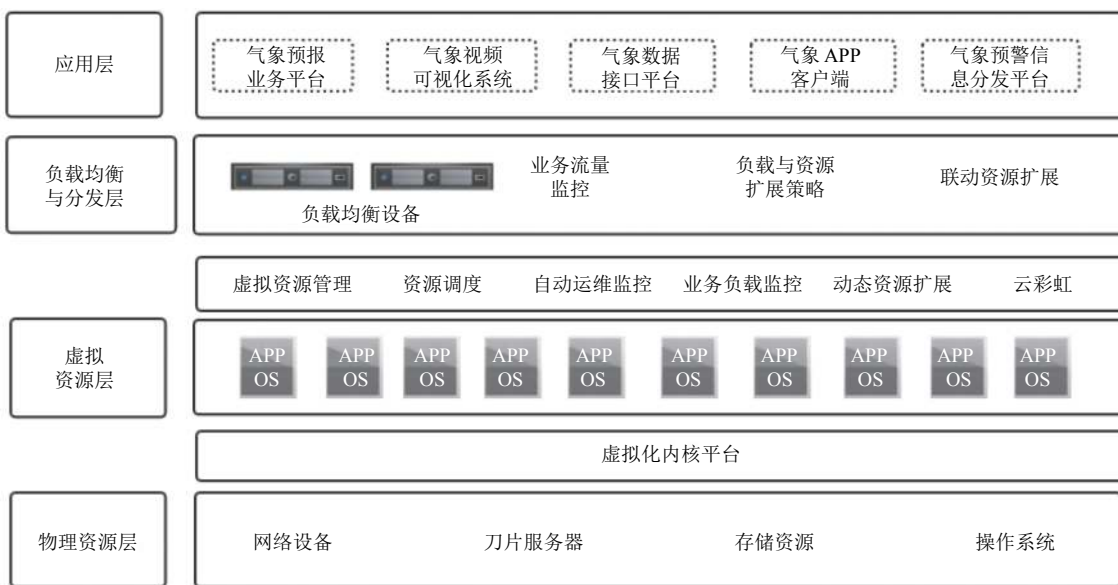 应用层
气象预报
业务平台
气象视频
可视化系统
气象数据
接口平台
气象 APP
客户端
气象预警信
息分发平台
负载均衡
与分发层
负载均衡设备
业务流量
监控
负载与资源
扩展策略
联动资源扩展
虚拟资源管理
资源调度
自动运维监控
业务负载监控
动态资源扩展
云彩虹
虚拟
资源层
APP
OS
APP
OS
APP
OS
APP
OS
APP
OS
APP
OS
APP
OS
APP
OS
APP
OS
APP
OS
虚拟化内核平台
物理资源层
网络设备
刀片服务器
存储资源
操作系统